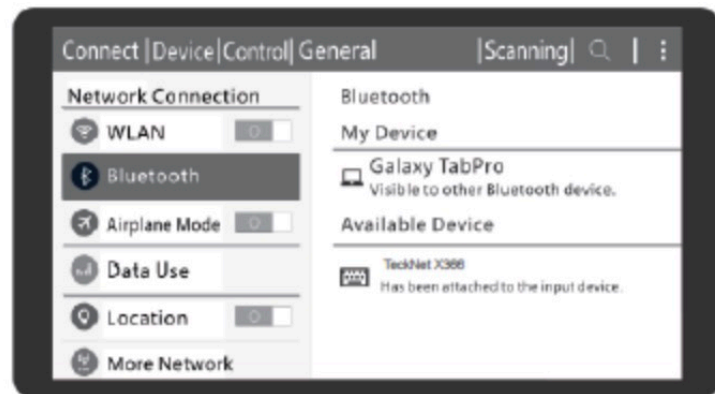 Connect |Device|Control| General |Scanning| |
Network Connection
WLAN
Bluetooth
Airplane Mode
Data Use
Location
More Network
Bluetooth
My Device
Galaxy TabPro
Visible to other Bluetooth device.
Available Device
TeckNet X366
Has been attached to the input device.